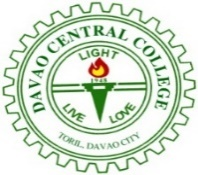 DAVAO CENTRAL COLLEGE
LIGHT
1948
LIVE
LOVE
TORIL, DAVAO CITY